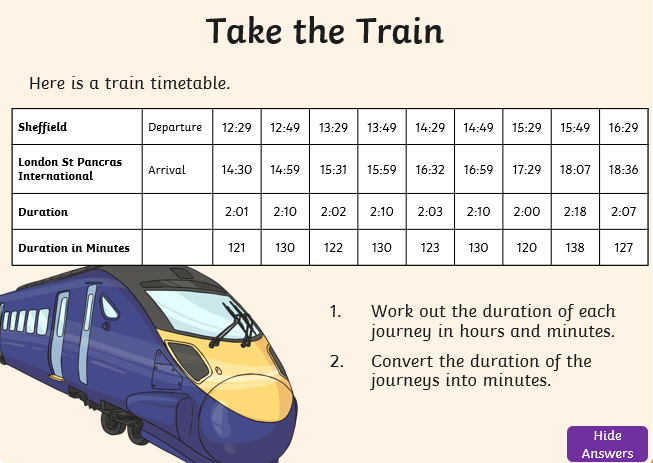 Take the Train
Here is a train timetable.
Sheffield Departure 12:29 12:49 13:29 13:49 14:29 14:49 15:29 15:49 16:29
London St Pancras
International Arrival 14:30 14:59 15:31 15:59 16:32 16:59 17:29 18:07 18:36
Duration 2:01 2:10 2:02 2:10 2:03 2:10 2:00 2:18 2:07
Duration in Minutes 121 130 122 130 123 130 120 138 127
1. Work out the duration of each
journey in hours and minutes.
2. Convert the duration of the
journeys into minutes.
Hide
Answers